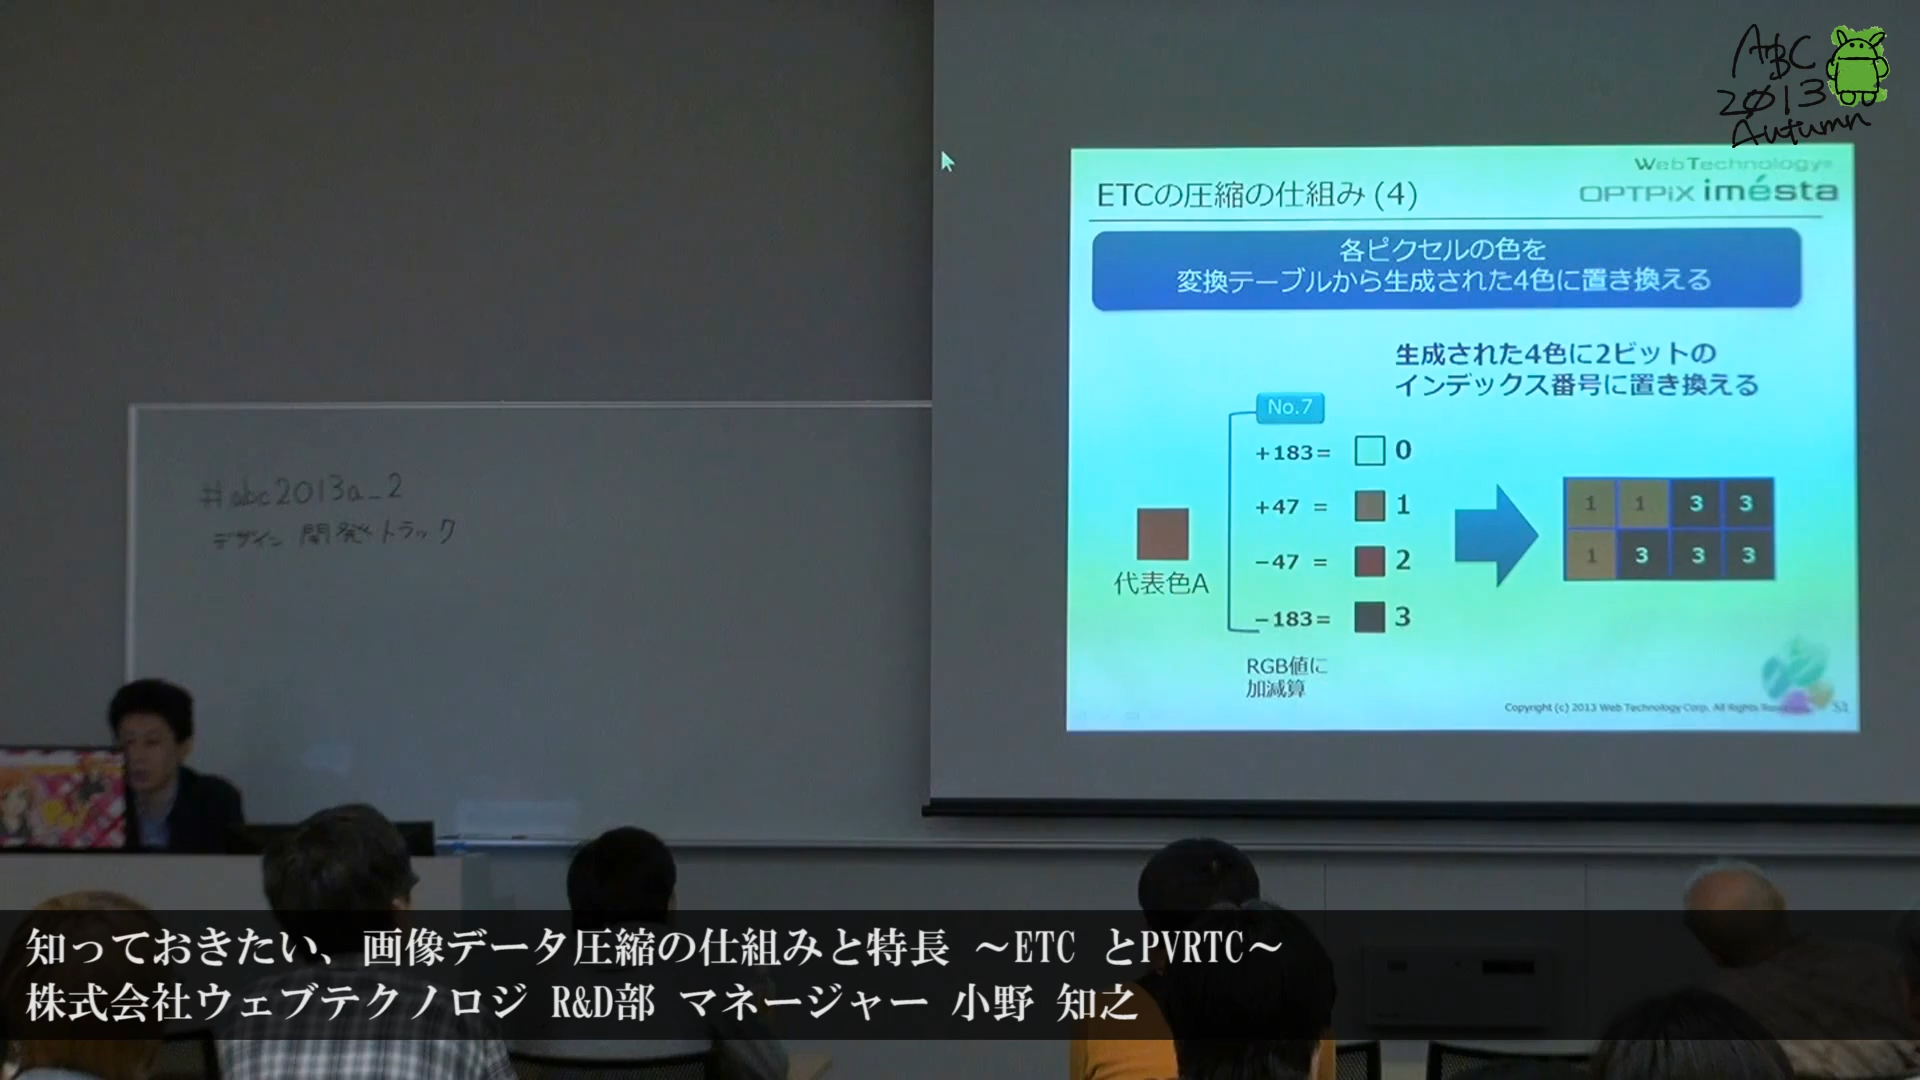 ABC
2013
Autumn
WebTechnology
OPTPiX imésta
ETCの圧縮の仕組み(4)
各ピクセルの色を
変換テーブルから生成された4色に置き換える
生成された4色に2ビットの
インデックス番号に置き換える
No.7
+183= 0
+47 = 1
-47 = 2
-183= 3
代表色A
RGB値に
加減算
1 1 3 3
1 3 3 3
Copyright (c) 2013 Web Technology Corp. All Rights
#abc2013a_2
デザイン 開発トラック
知っておきたい、画像データ圧縮の仕組みと特長 ～ETC とPVRTC～
株式会社ウェブテクノロジ R&D部 マネージャー 小野 知之